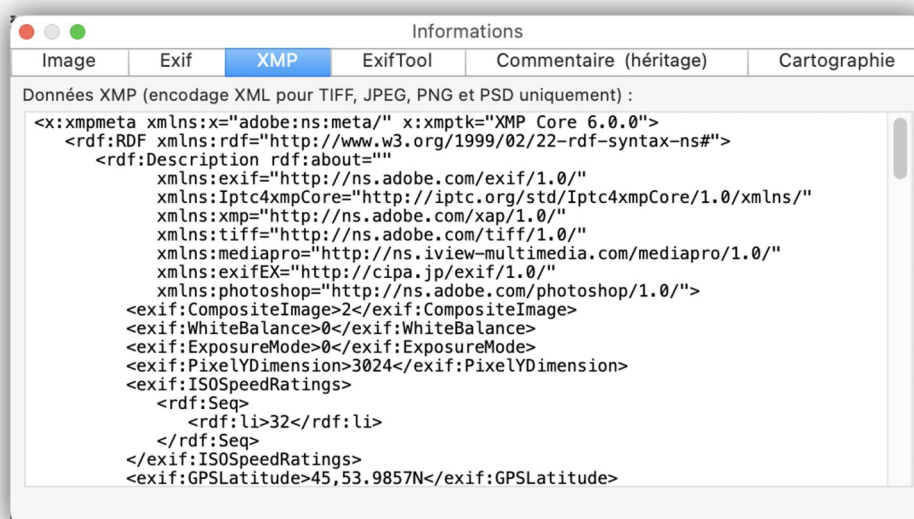 Informations
Image Exif XMP ExifTool Commentaire (héritage) Cartographie
Données XMP (encodage XML pour TIFF, JPEG, PNG et PSD uniquement) :
<x:xmpmeta xmlns:x="adobe:ns:meta/" x:xmptk="XMP Core 6.0.0">
<rdf:RDF xmlns:rdf="http://www.w3.org/1999/02/22-rdf-syntax-ns#">
<rdf:Description rdf:about=""
xmlns:exif="http://ns.adobe.com/exif/1.0/"
xmlns:Iptc4xmpCore="http://iptc.org/std/Iptc4xmpCore/1.0/xmlns/"
xmlns:xmp="http://ns.adobe.com/xap/1.0/"
xmlns:tiff="http://ns.adobe.com/tiff/1.0/"
xmlns:mediapro="http://ns.iview-multimedia.com/mediapro/1.0/"
xmlns:exifEX="http://cipa.jp/exif/1.0/"
xmlns:photoshop="http://ns.adobe.com/photoshop/1.0/">
<exif:CompositeImage>2</exif:CompositeImage>
<exif:WhiteBalance>0</exif:WhiteBalance>
<exif:ExposureMode>0</exif:ExposureMode>
<exif:PixelYDimension>3024</exif:PixelYDimension>
<exif:ISOSpeedRatings>
<rdf:Seq>
<rdf:li>32</rdf:li>
</rdf:Seq>
</exif:ISOSpeedRatings>
<exif:GPSLatitude>45,53.9857N</exif:GPSLatitude>